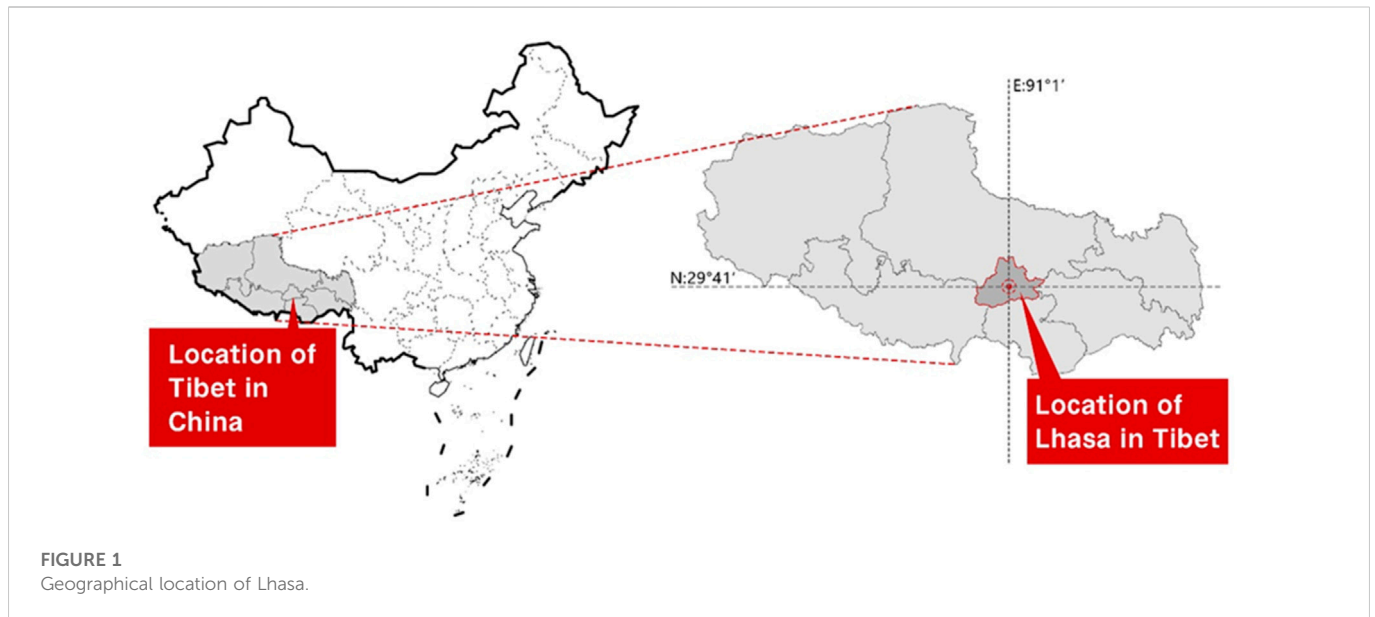 E:91°1′
N:29°41′
Location of
Tibet in
China
Location of
Lhasa in Tibet
FIGURE 1
Geographical location of Lhasa.